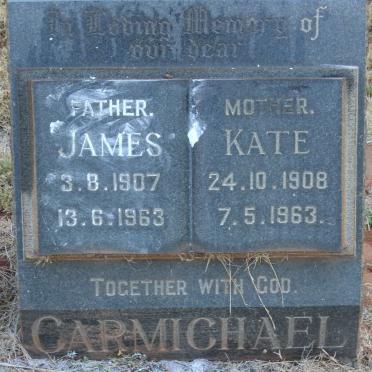 In Loving Memory of
our dear
FATHER.
JAMES
3.8.1907
13.6.1963
MOTHER.
KATE
24.10.1908
7.5.1963.
TOGETHER WITH GOD.
CARMICHAEL